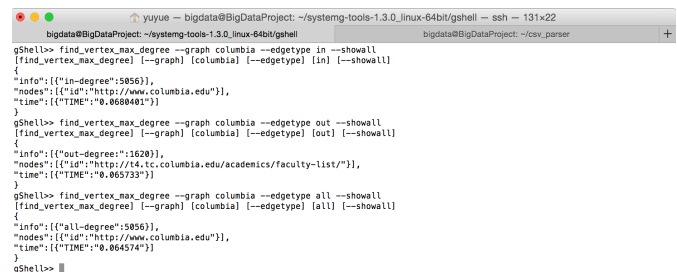 yuyue — bigdata@BigDataProject: ~/systemg-tools-1.3.0_linux-64bit/gshell — ssh — 131×22
bigdata@BigDataProject: ~/systemg-tools-1.3.0_linux-64bit/gshell
bigdata@BigDataProject: ~/csv_parser
+
gShell>> find_vertex_max_degree --graph columbia --edgetype in --showall
[find_vertex_max_degree] [--graph] [columbia] [--edgetype] [in] [--showall]
{
"info":[{"in-degree":5056}],
"nodes":[{"id":"http://www.columbia.edu"}],
"time":[{"TIME":"0.0680401"}]
}
gShell>> find_vertex_max_degree --graph columbia --edgetype out --showall
[find_vertex_max_degree] [--graph] [columbia] [--edgetype] [out] [--showall]
{
"info":[{"out-degree:":1620}],
"nodes":[{"id":"http://t4.tc.columbia.edu/academics/faculty-list/"}],
"time":[{"TIME":"0.065733"}]
}
gShell>> find_vertex_max_degree --graph columbia --edgetype all --showall
[find_vertex_max_degree] [--graph] [columbia] [--edgetype] [all] [--showall]
{
"info":[{"all-degree":5056}],
"nodes":[{"id":"http://www.columbia.edu"}],
"time":[{"TIME":"0.064574"}]
}
gShell>>